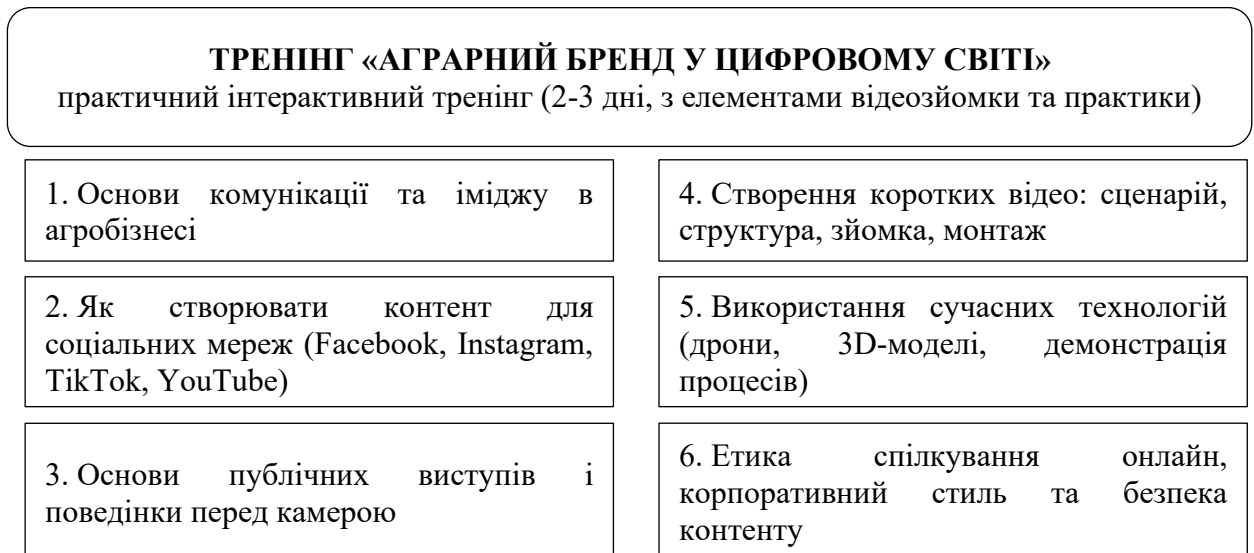 ТРЕНІНГ «АГРАРНИЙ БРЕНД У ЦИФРОВОМУ СВІТІ»
практичний інтерактивний тренінг (2-3 дні, з елементами відеозйомки та практики)
1. Основи комунікації та іміджу в
агробізнесі
2. Як створювати контент для
соціальних мереж (Facebook, Instagram,
TikTok, YouTube)
3. Основи публічних виступів і
поведінки перед камерою
4. Створення коротких відео: сценарій,
структура, зйомка, монтаж
5. Використання сучасних технологій
(дрони, 3D-моделі, демонстрація
процесів)
6. Етика спілкування онлайн,
корпоративний стиль та безпека
контенту